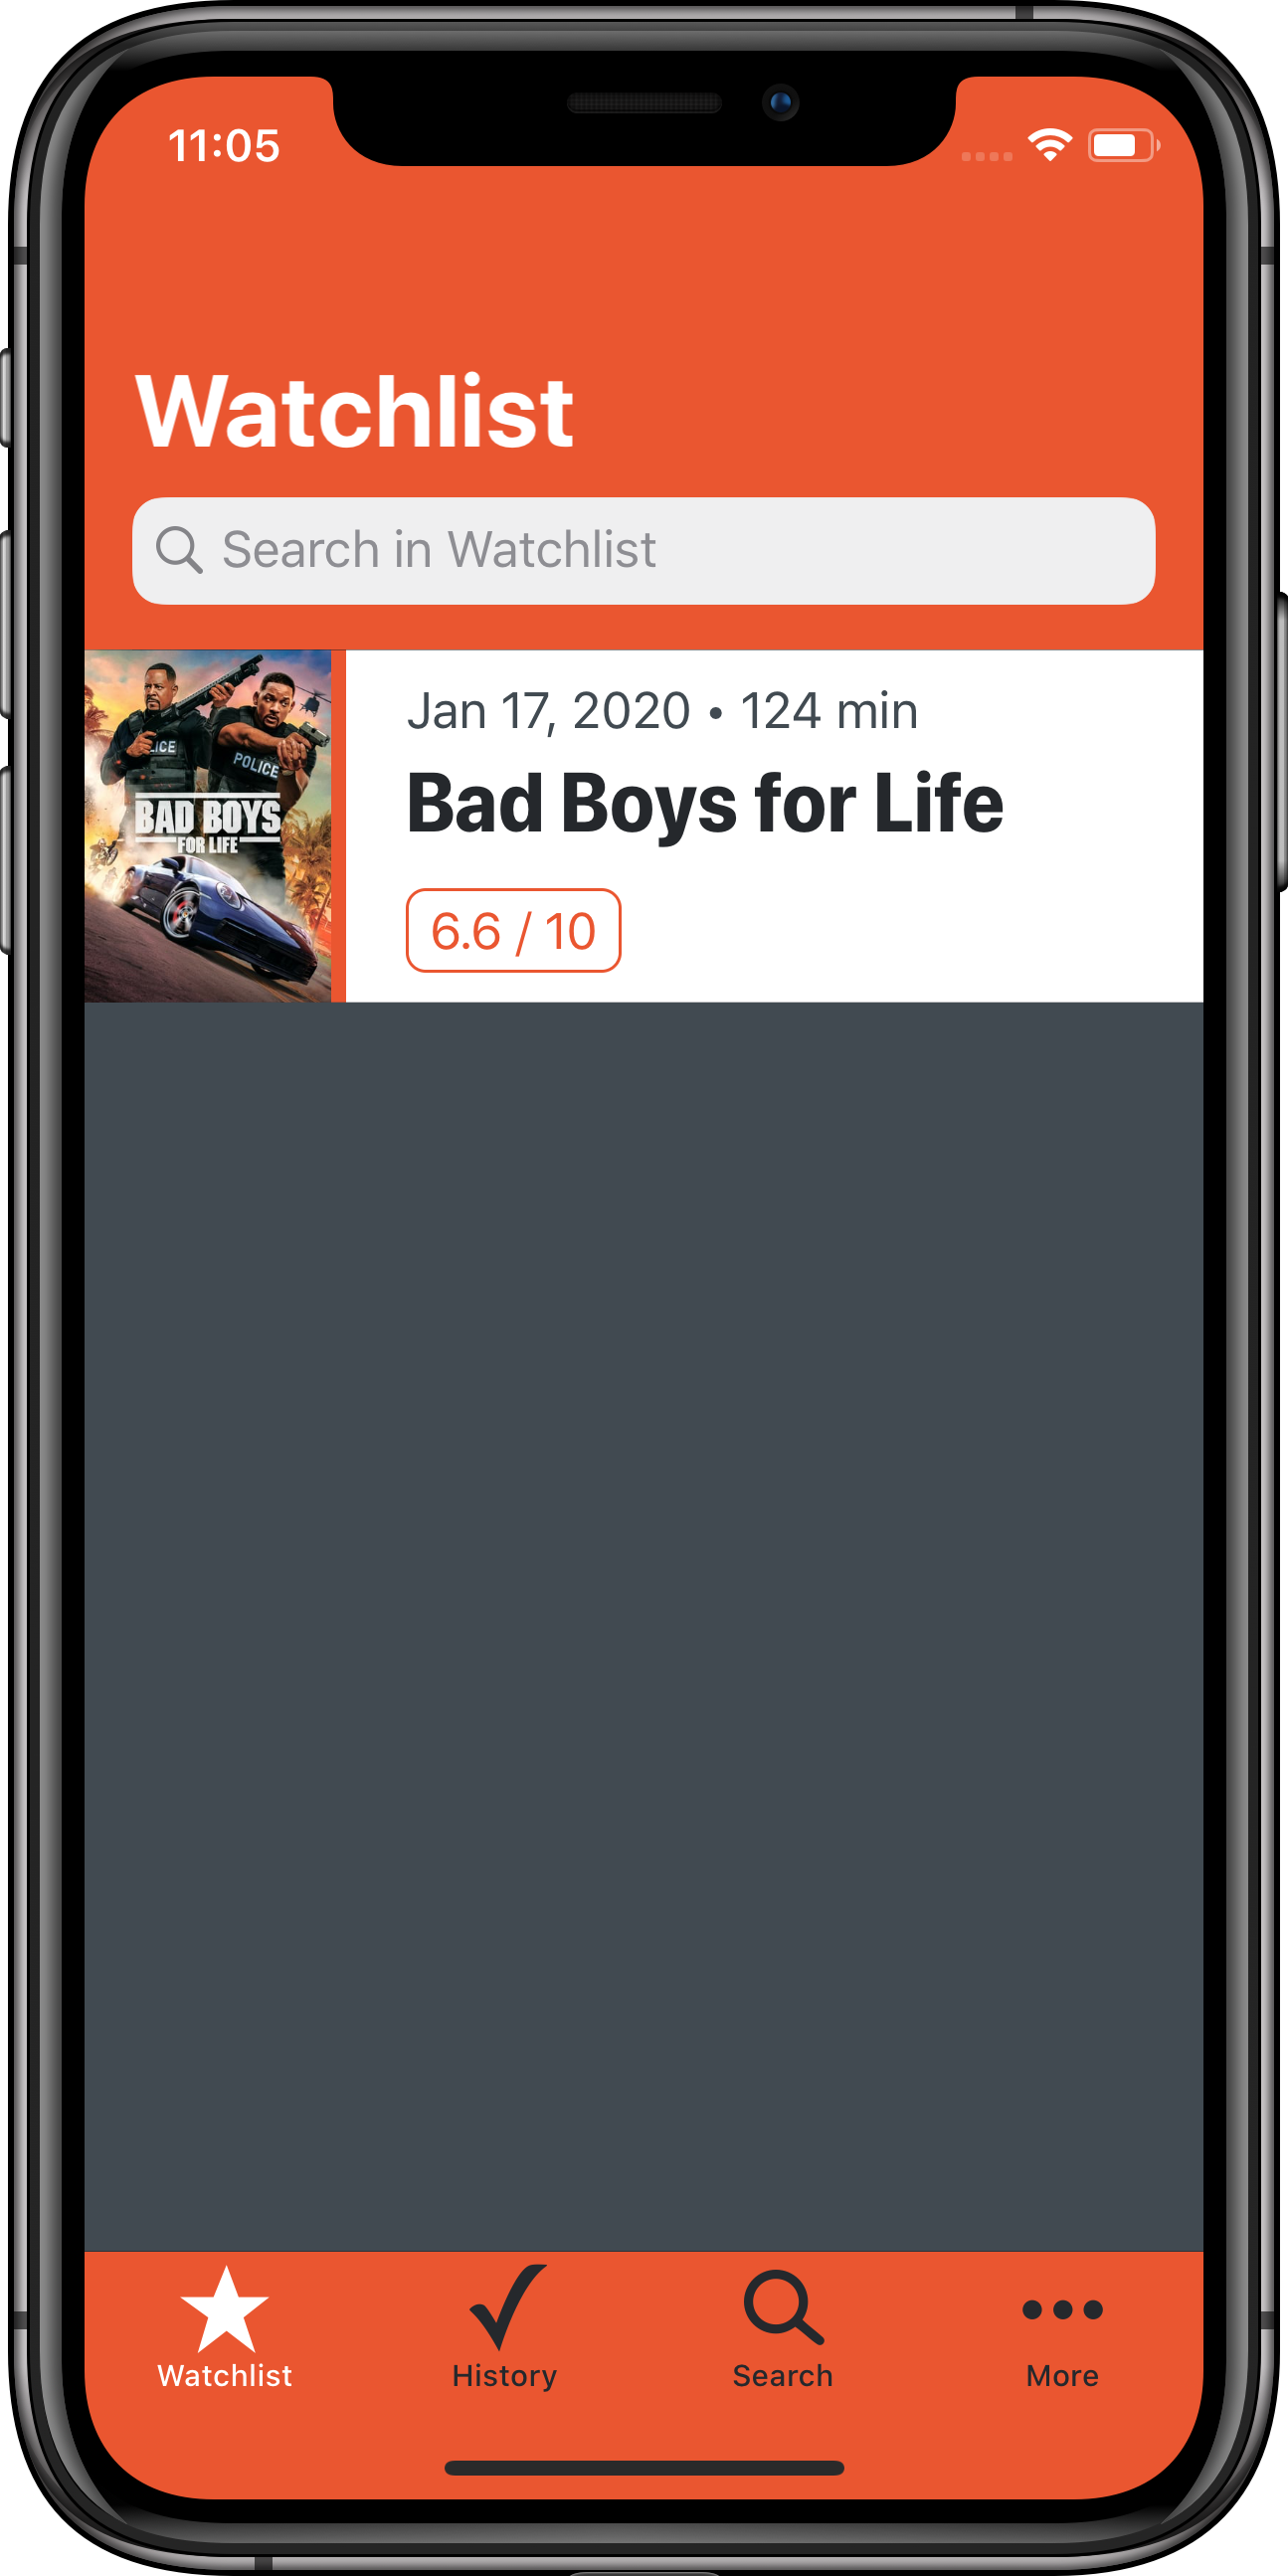 11:05
Watchlist
Search in Watchlist
Jan 17, 2020 • 124 min
Bad Boys for Life
6.6 / 10
LICE
POLICE
BAD BOYS
FOR LIFE
Watchlist
History
Search
More